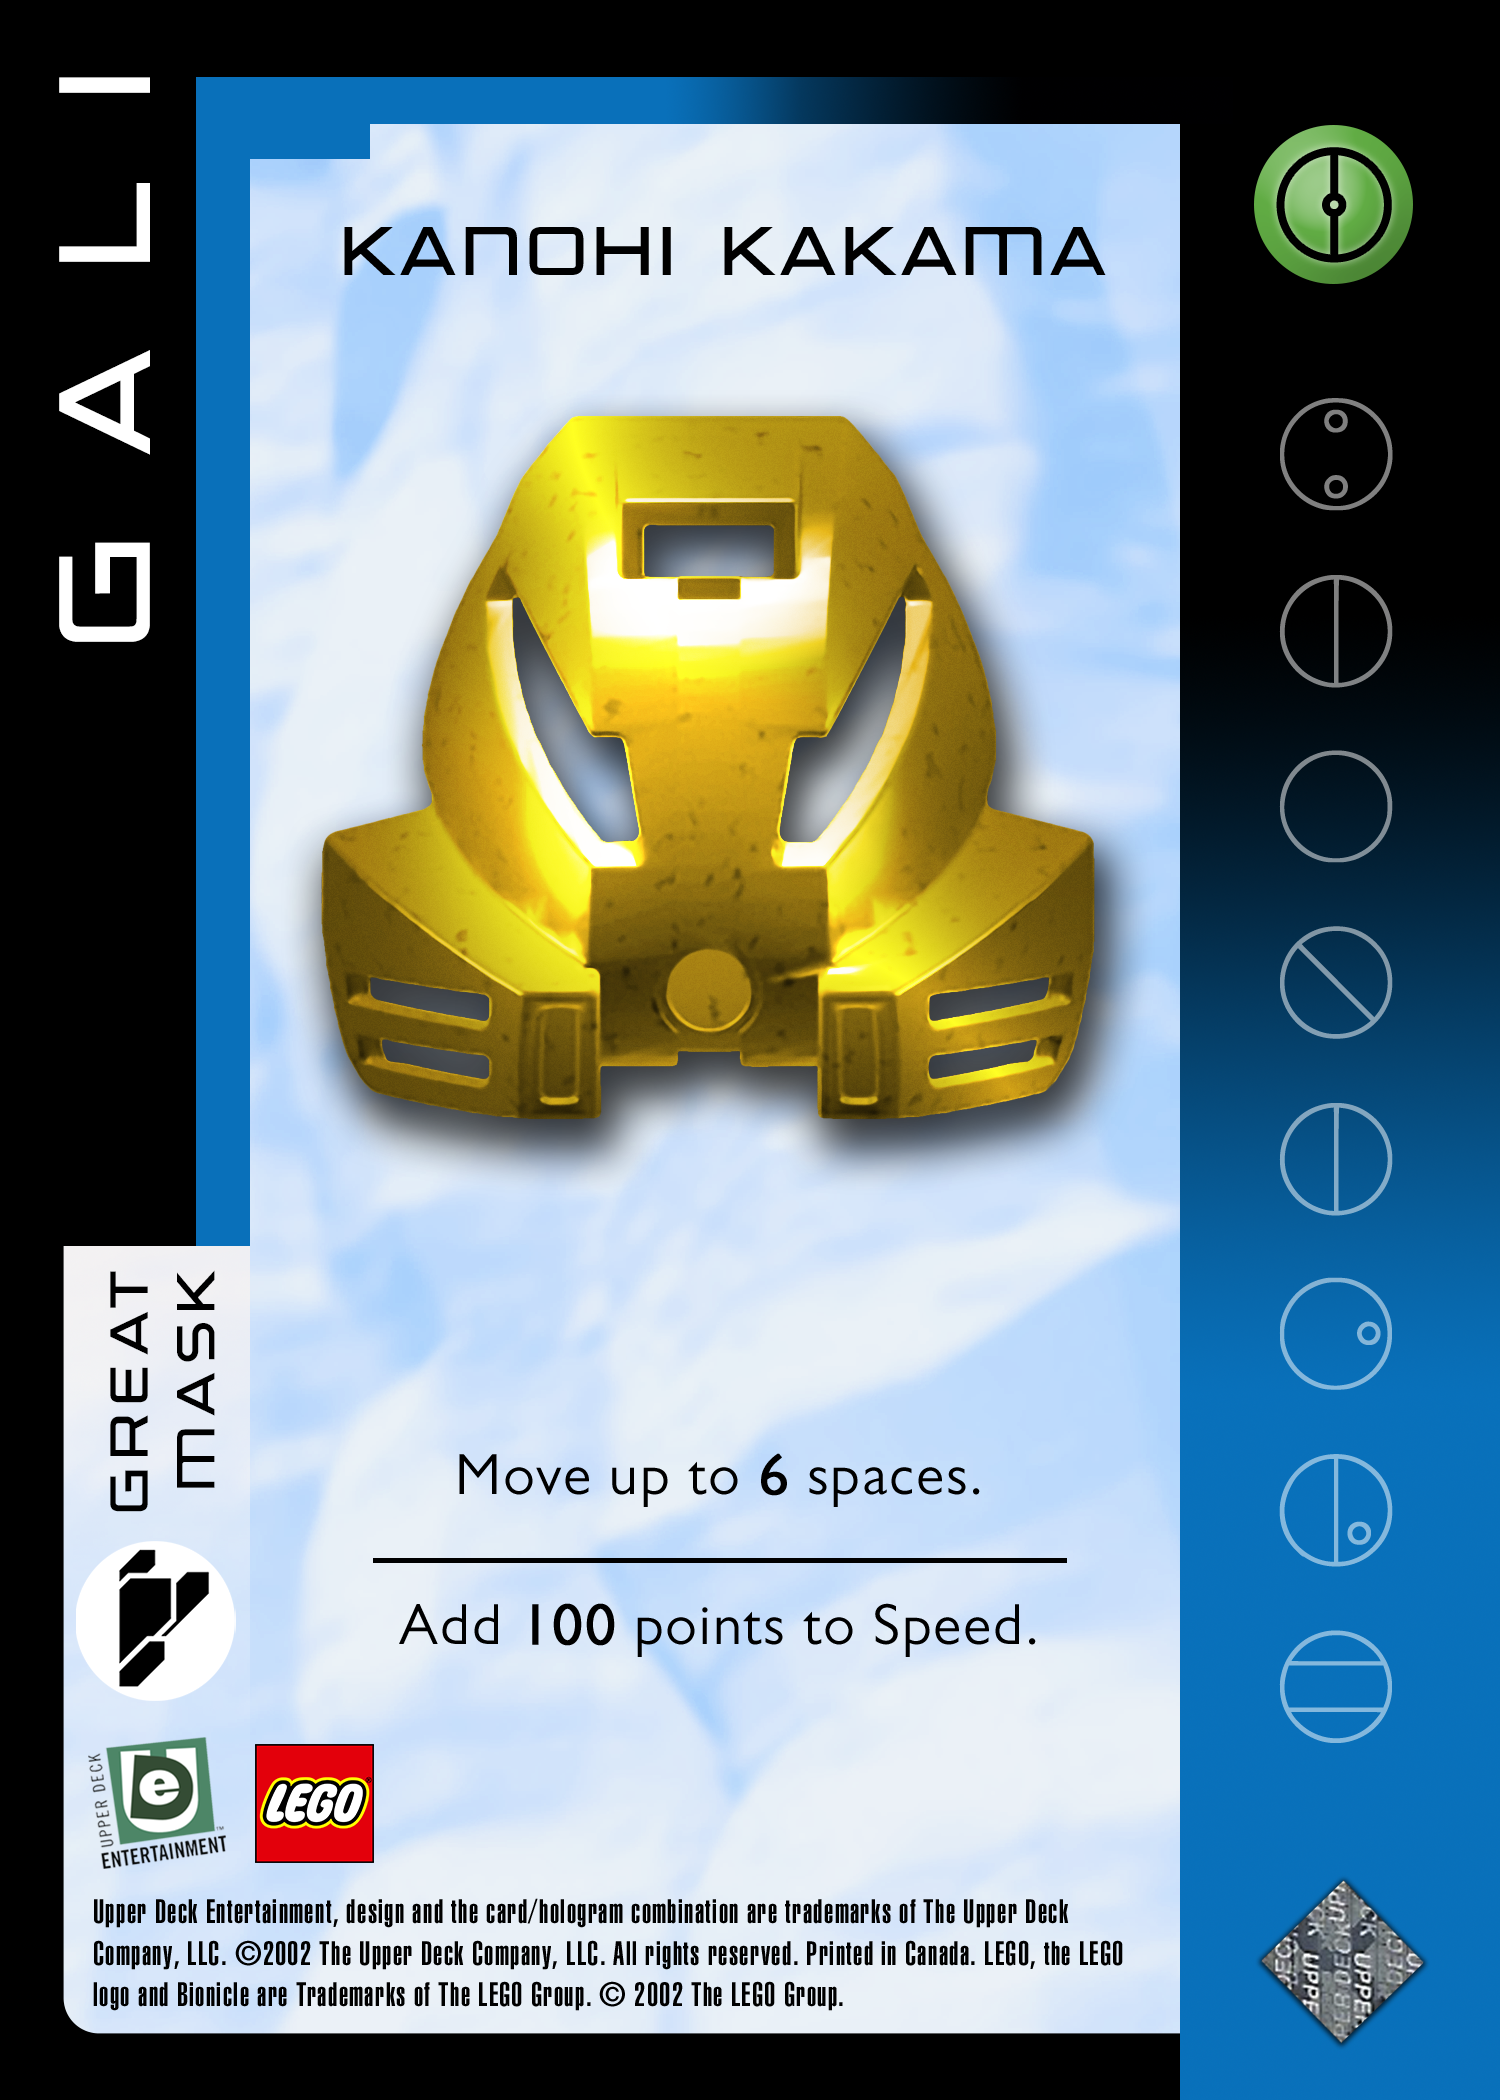 GALI
KANOHI KAKAMA
GREAT
MASK
Move up to 6 spaces.
Add 100 points to Speed.
UPPER DECK
ENTERTAINMENT
LEGO
Upper Deck Entertainment, design and the card/hologram combination are trademarks of The Upper Deck
Company, LLC. ©2002 The Upper Deck Company, LLC. All rights reserved. Printed in Canada. LEGO, the LEGO
logo and Bionicle are Trademarks of The LEGO Group. © 2002 The LEGO Group.